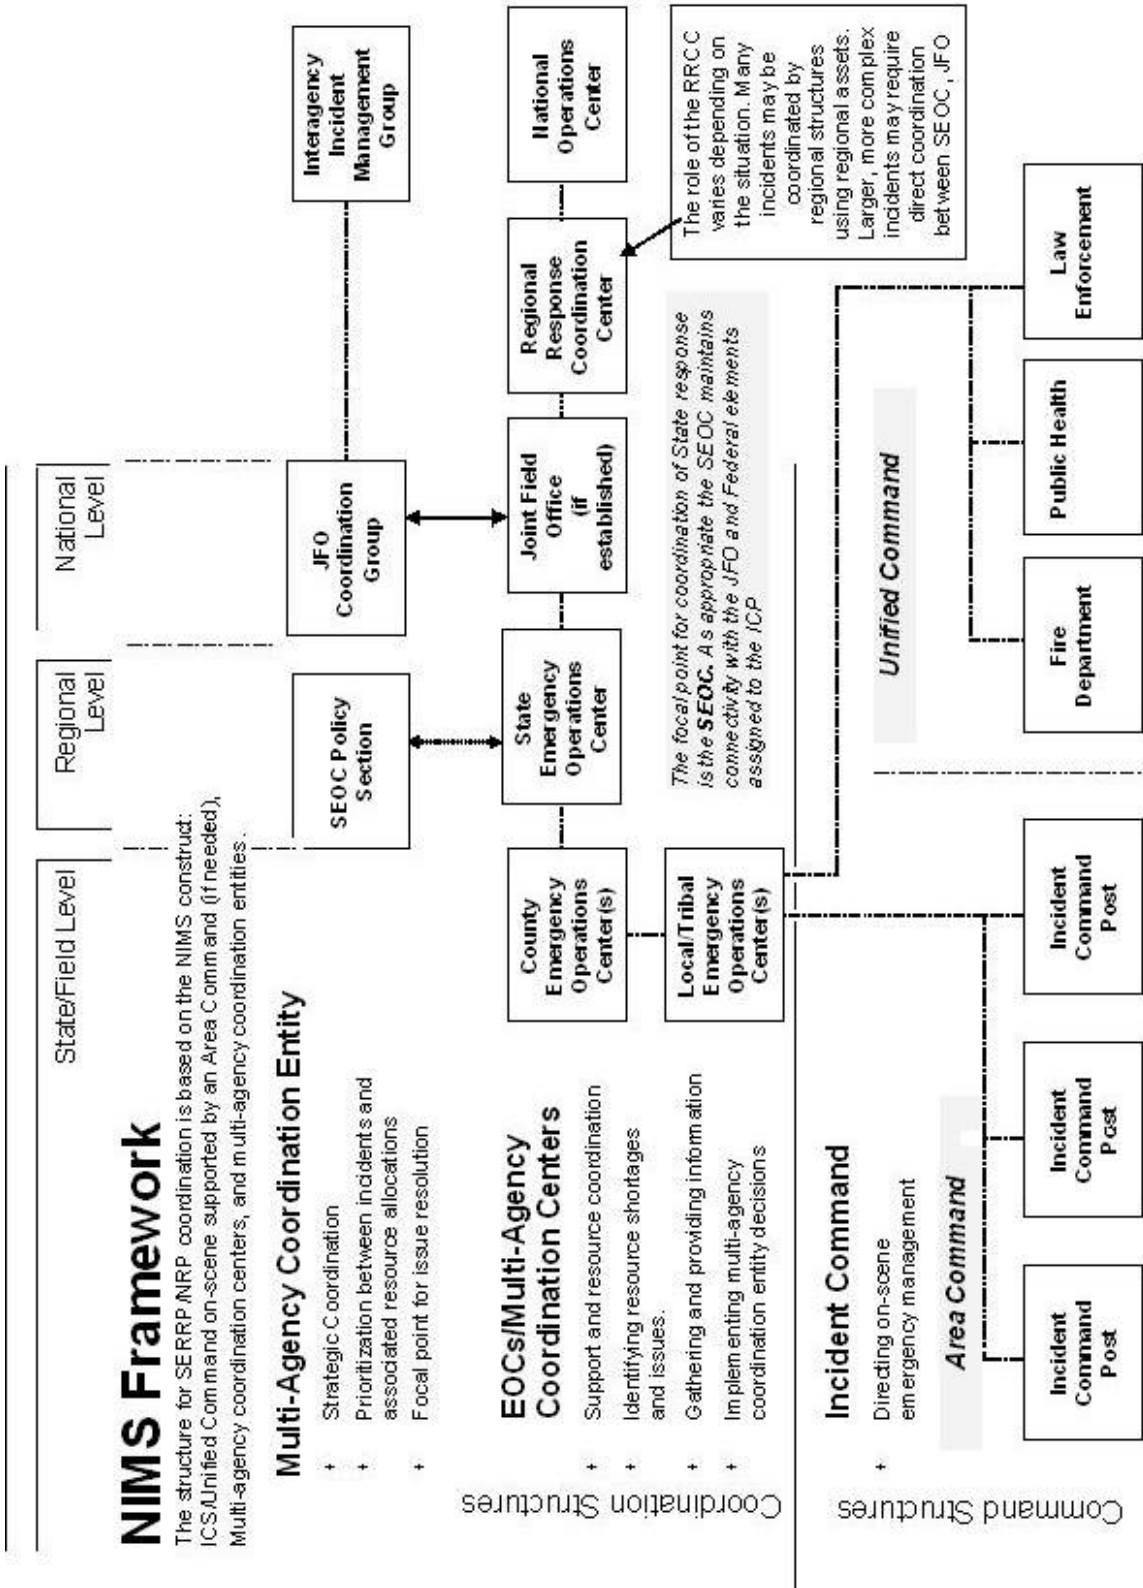 State/Field Level
Regional
Level
National
Level
NIMS Framework
The structure for SERRP /NRP coordination is based on the NIMS construct:
ICS/Unified Command on-scene supported by an Area Command (if needed),
Multi-agency coordination centers, and multi-agency coordination entities.
Multi-Agency Coordination Entity
+ Strategic Coordination
+ Prioritization between incidents and
associated resource allocations
+ Focal point for issue resolution
SEOC Policy
Section
JFO
Coordination
Group
Interagency
Incident
Management
Group
Coordination Structures
EOCs/Multi-Agency
Coordination Centers
+ Support and resource coordination
+ Identifying resource shortages
and issues.
+ Gathering and providing information
+ Implementing multi-agency
coordination entity decisions
County
Emergency
Operations
Center(s)
State
Emergency
Operations
Center
Joint Field
Office
(if
established)
Regional
Response
Coordination
Center
National
Operations
Center
Local/Tribal
Emergency
Operations
Center(s)
The focal point for coordination of State response
is the SEOC. As appropriate the SEOC maintains
connectivity with the JFO and Federal elements
assigned to the ICP
The role of the RRCC
varies depending on
the situation. Many
incidents may be
coordinated by
regional structures
using regional assets.
Larger, more complex
incidents may require
direct coordination
between SEOC, JFO
Command Structures
Incident Command
+ Directing on-scene
emergency management
Area Command
Unified Command
Incident
Command
Post
Incident
Command
Post
Incident
Command
Post
Fire
Department
Public Health
Law
Enforcement